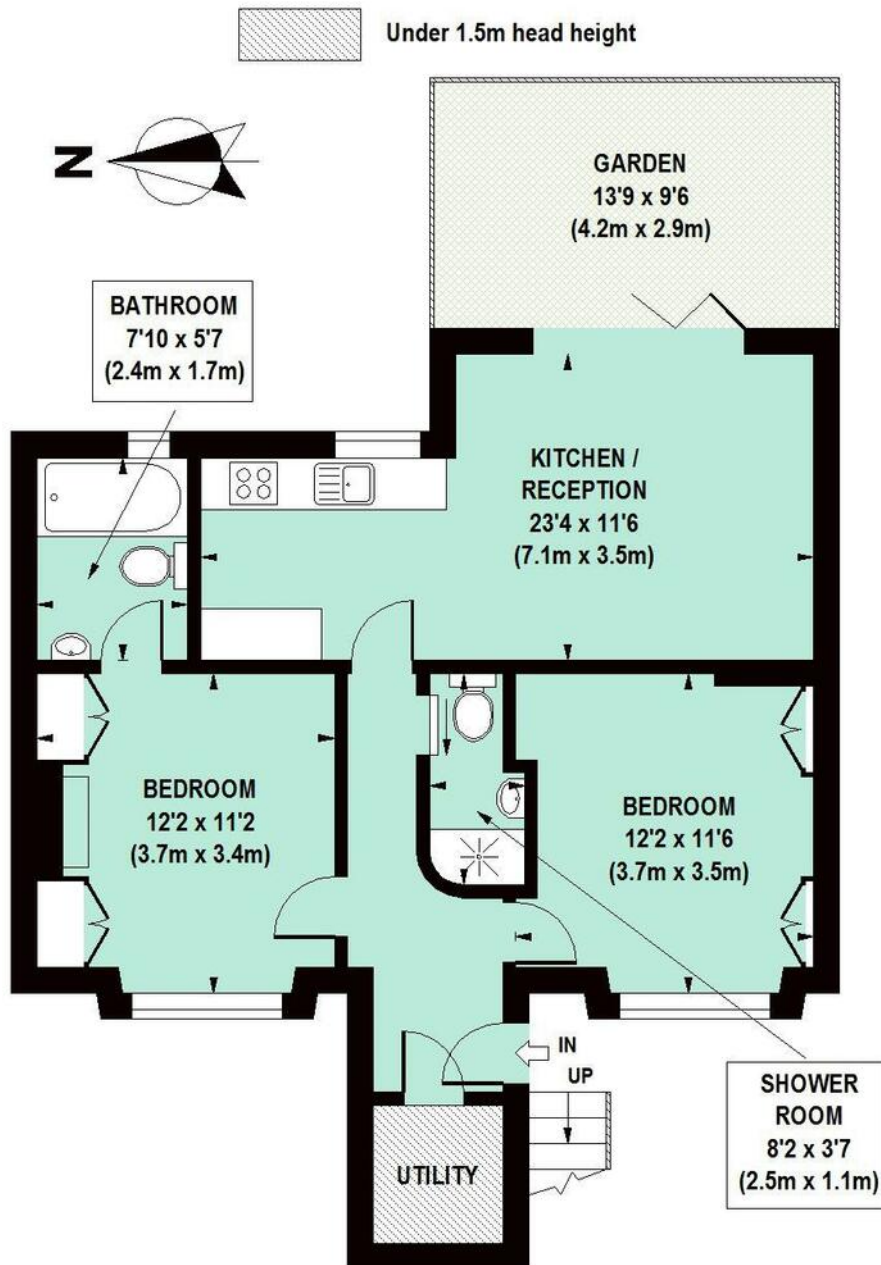 Under 1.5m head height
N
GARDEN
13'9 x 9'6
(4.2m x 2.9m)
BATHROOM
7'10 x 5'7
(2.4m x 1.7m)
KITCHEN /
RECEPTION
23'4 x 11'6
(7.1m x 3.5m)
BEDROOM
12'2 x 11'2
(3.7m x 3.4m)
BEDROOM
12'2 x 11'6
(3.7m x 3.5m)
IN
UP
SHOWER
ROOM
8'2 x 3'7
(2.5m x 1.1m)
UTILITY